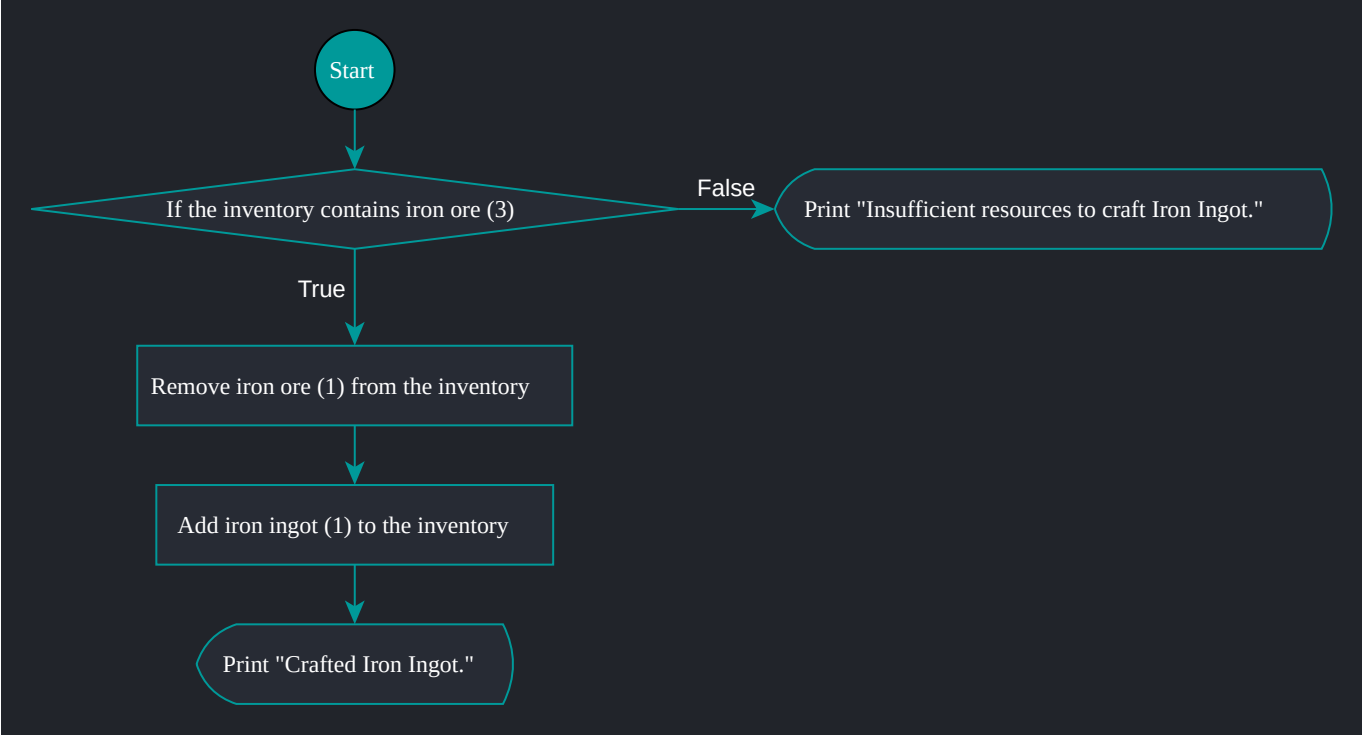 Start
If the inventory contains iron ore (3)
False
Print "Insufficient resources to craft Iron Ingot."
True
Remove iron ore (1) from the inventory
Add iron ingot (1) to the inventory
Print "Crafted Iron Ingot."